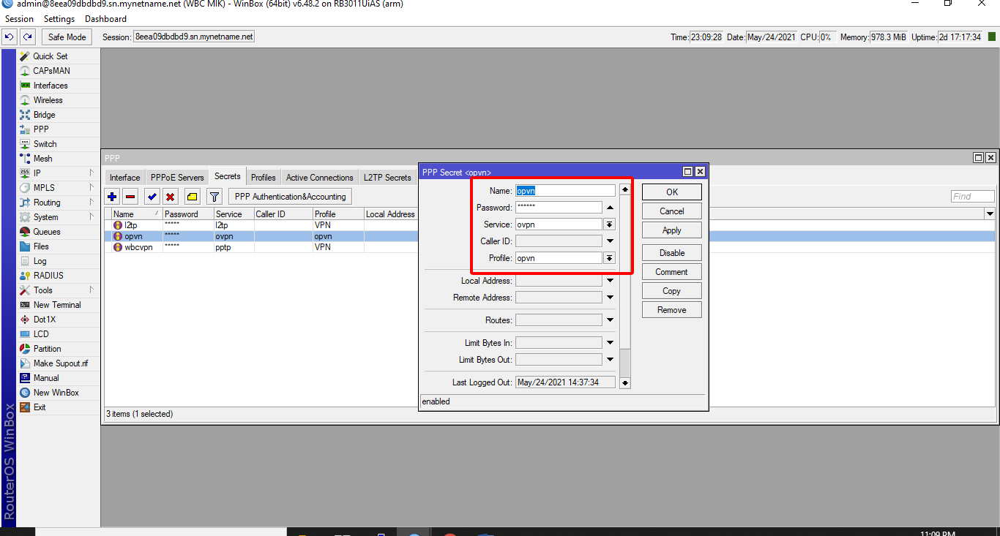 admin@8eea09dbdbd9.sn.mynetname.net (WBC MIK) - WinBox (64bit) v6.48.2 on RB3011UiAS (arm)
Session Settings Dashboard
Safe Mode Session: 8eea09dbdbd9.sn.mynetname.net Time: 23:09:28 Date: May/24/2021 CPU: 0% Memory: 978.3 MiB Uptime: 2d 17:17:34
Quick Set
CAPsMAN
Interfaces
Wireless
Bridge
PPP
Switch
Mesh
IP
MPLS
Routing
System
Queues
Files
Log
RADIUS
Tools
New Terminal
Dot1X
LCD
Partition
Make Supout.rif
Manual
New WinBox
Exit
RouterOS WinBox
PPP
Interface PPPoE Servers Secrets Profiles Active Connections L2TP Secrets
PPP Authentication&Accounting
Find
Name Password Service Caller ID Profile Local Address
l2tp ***** l2tp VPN
opvn ***** ovpn opvn
wbcvpn ***** pptp VPN
3 items (1 selected)
PPP Secret <opvn>
Name: opvn
Password: ******
Service: ovpn
Caller ID:
Profile: opvn
Local Address:
Remote Address:
Routes:
Limit Bytes In:
Limit Bytes Out:
Last Logged Out: May/24/2021 14:37:34
enabled
OK
Cancel
Apply
Disable
Comment
Copy
Remove
11:09 PM